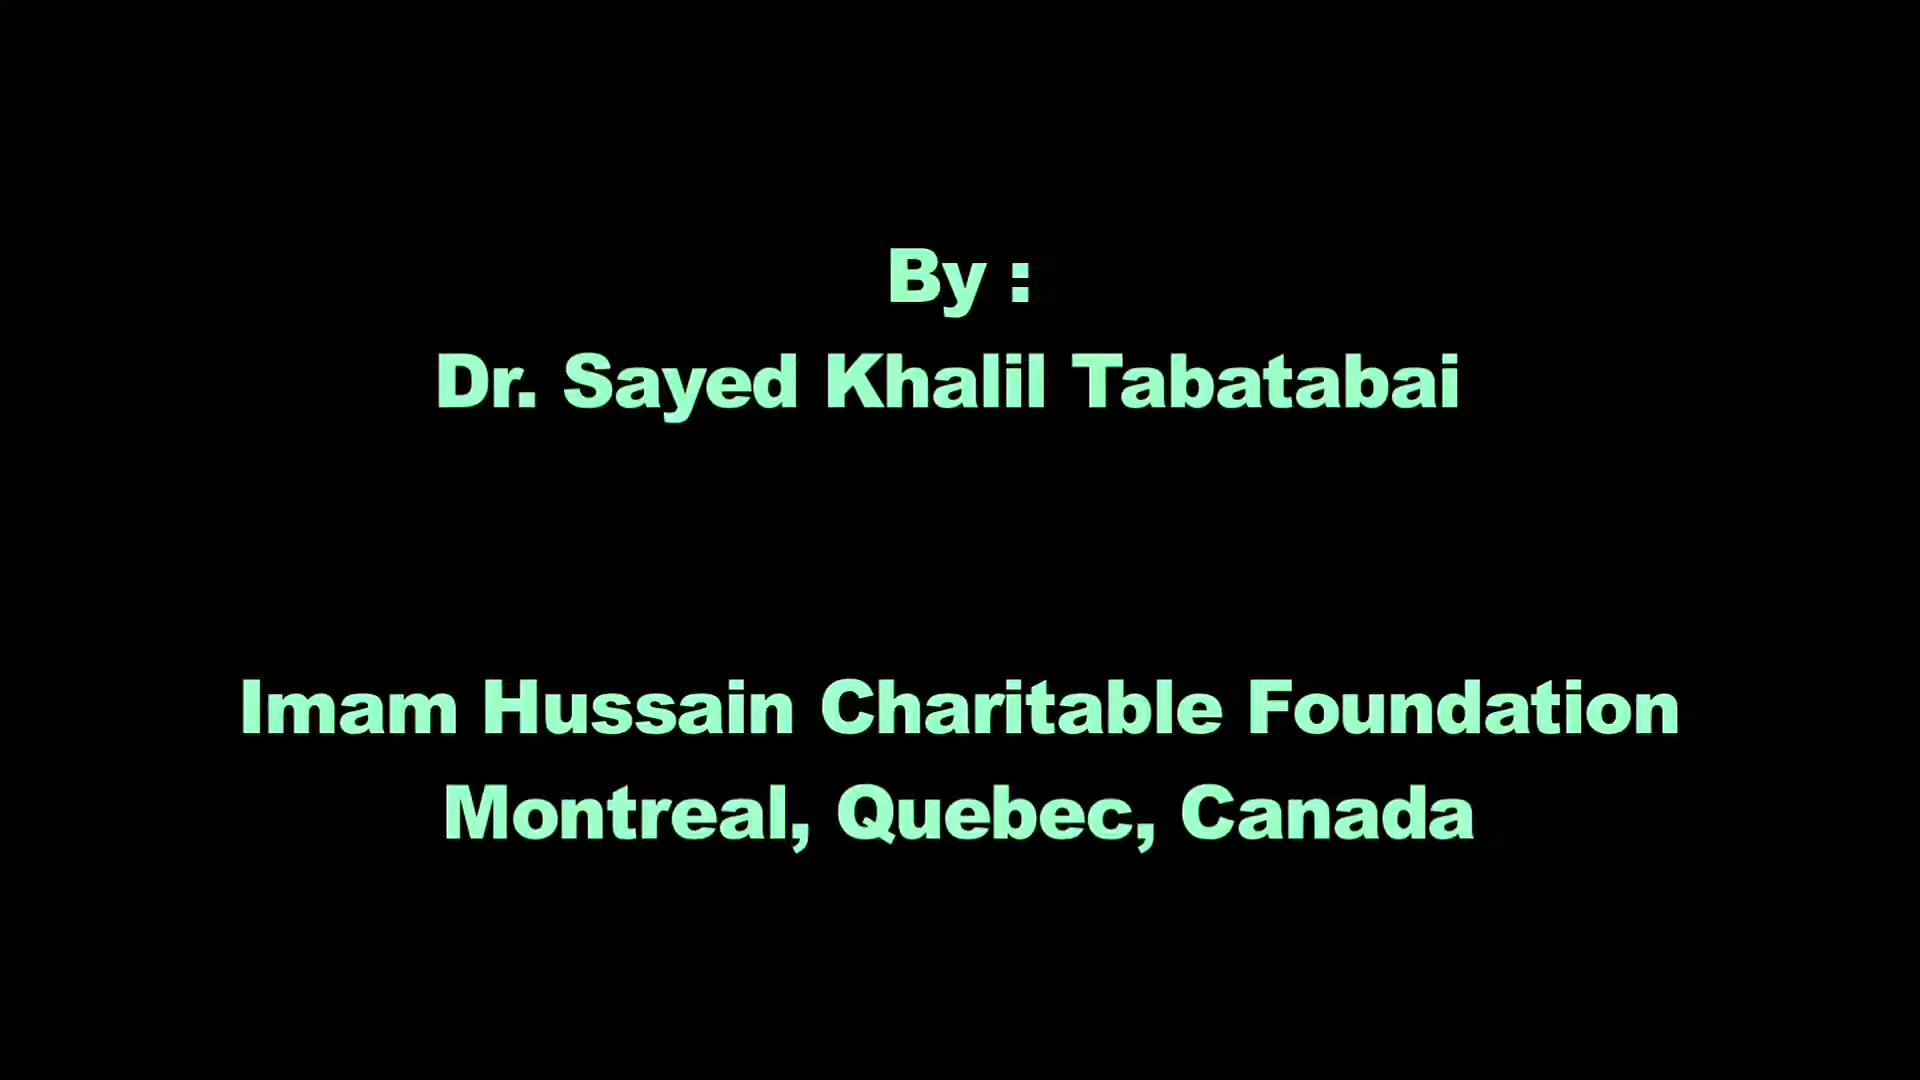 By :
Dr. Sayed Khalil Tabatabai
Imam Hussain Charitable Foundation
Montreal, Quebec, Canada